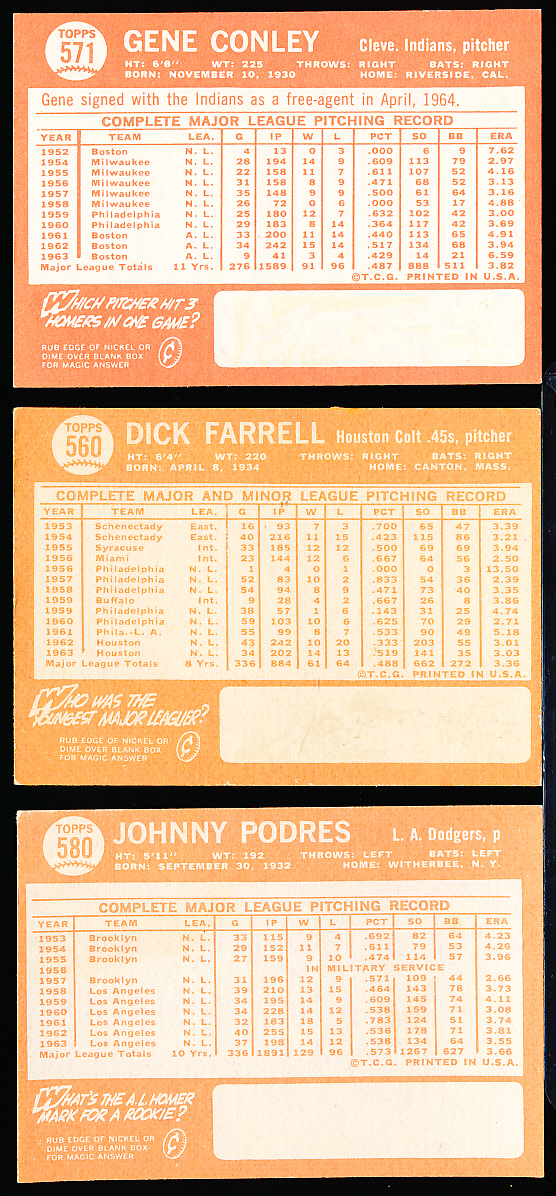 TOPPS
571
GENE CONLEY Cleve. Indians, pitcher
HT: 6'8" WT: 225 THROWS: RIGHT BATS: RIGHT
BORN: NOVEMBER 10, 1930 HOME: RIVERSIDE, CAL.
Gene signed with the Indians as a free-agent in April, 1964.
COMPLETE MAJOR LEAGUE PITCHING RECORD
YEAR TEAM LEA. G IP W L PCT SO BB ERA
1952 Boston N. L. 4 13 0 3 .000 6 9 7.62
1954 Milwaukee N. L. 28 194 14 9 .609 113 79 2.97
1955 Milwaukee N. L. 22 158 11 7 .611 107 52 4.16
1956 Milwaukee N. L. 31 158 8 9 .471 68 52 3.13
1957 Milwaukee N. L. 35 148 9 9 .500 61 64 3.16
1958 Milwaukee N. L. 26 72 0 6 .000 53 17 4.88
1959 Philadelphia N. L. 25 180 12 7 .632 102 42 3.00
1960 Philadelphia N. L. 29 183 8 14 .364 117 42 3.69
1961 Boston A. L. 33 200 11 14 .440 113 65 4.91
1962 Boston A. L. 34 242 15 14 .517 134 68 3.94
1963 Boston A. L. 9 41 3 4 .429 14 21 6.59
Major League Totals 11 Yrs. 276 1589 91 96 .487 888 511 3.82
©T.C.G. PRINTED IN U.S.A.
WHICH PITCHER HIT 3
HOMERS IN ONE GAME?
RUB EDGE OF NICKEL OR
DIME OVER BLANK BOX
FOR MAGIC ANSWER
TOPPS
560
DICK FARRELL Houston Colt .45s, pitcher
HT: 6'4" WT: 220 THROWS: RIGHT BATS: RIGHT
BORN: APRIL 8, 1934 HOME: CANTON, MASS.
COMPLETE MAJOR AND MINOR LEAGUE PITCHING RECORD
YEAR TEAM LEA. G IP W L PCT SO BB ERA
1953 Schenectady East. 16 93 7 3 .700 65 47 3.39
1954 Schenectady East. 40 216 11 15 .423 115 86 3.21
1955 Syracuse Int. 33 185 12 12 .500 69 69 3.94
1956 Miami Int. 23 144 12 6 .667 64 56 2.50
1956 Philadelphia N. L. 1 4 0 1 .000 0 3 13.50
1957 Philadelphia N. L. 52 83 10 2 .833 54 36 2.39
1958 Philadelphia N. L. 54 94 8 9 .471 73 40 3.35
1959 Buffalo Int. 9 28 4 2 .667 26 8 3.86
1959 Philadelphia N. L. 38 57 1 6 .143 31 25 4.74
1960 Philadelphia N. L. 59 103 10 6 .625 70 29 2.71
1961 Phila.-L. A. N. L. 55 99 8 7 .533 90 49 5.18
1962 Houston N. L. 43 242 10 20 .333 203 55 3.01
1963 Houston N. L. 34 202 14 13 .519 141 35 3.03
Major League Totals 8 Yrs. 336 884 61 64 .488 662 272 3.36
©T.C.G. PRINTED IN U.S.A.
WHO WAS THE
YOUNGEST MAJOR LEAGUER?
RUB EDGE OF NICKEL OR
DIME OVER BLANK BOX
FOR MAGIC ANSWER
TOPPS
580
JOHNNY PODRES L. A. Dodgers, p
HT: 5'11" WT: 192 THROWS: LEFT BATS: LEFT
BORN: SEPTEMBER 30, 1932 HOME: WITHERBEE, N. Y.
COMPLETE MAJOR LEAGUE PITCHING RECORD
YEAR TEAM LEA. G IP W L PCT SO BB ERA
1953 Brooklyn N. L. 33 115 9 4 .692 82 64 4.23
1954 Brooklyn N. L. 29 152 11 7 .611 79 53 4.26
1955 Brooklyn N. L. 27 159 9 10 .474 114 57 3.96
1956 IN MILITARY SERVICE
1957 Brooklyn N. L. 31 196 12 9 .571 109 44 2.66
1958 Los Angeles N. L. 39 210 13 15 .464 143 78 3.73
1959 Los Angeles N. L. 34 195 14 9 .609 145 74 4.11
1960 Los Angeles N. L. 34 228 14 12 .538 159 71 3.08
1961 Los Angeles N. L. 32 183 18 5 .783 124 51 3.74
1962 Los Angeles N. L. 40 255 15 13 .536 178 71 3.81
1963 Los Angeles N. L. 37 198 14 12 .538 134 64 3.55
Major League Totals 10 Yrs. 336 1891 129 96 .573 1267 627 3.66
©T.C.G. PRINTED IN U.S.A.
WHAT'S THE A.L HOMER
MARK FOR A ROOKIE?
RUB EDGE OF NICKEL OR
DIME OVER BLANK BOX
FOR MAGIC ANSWER